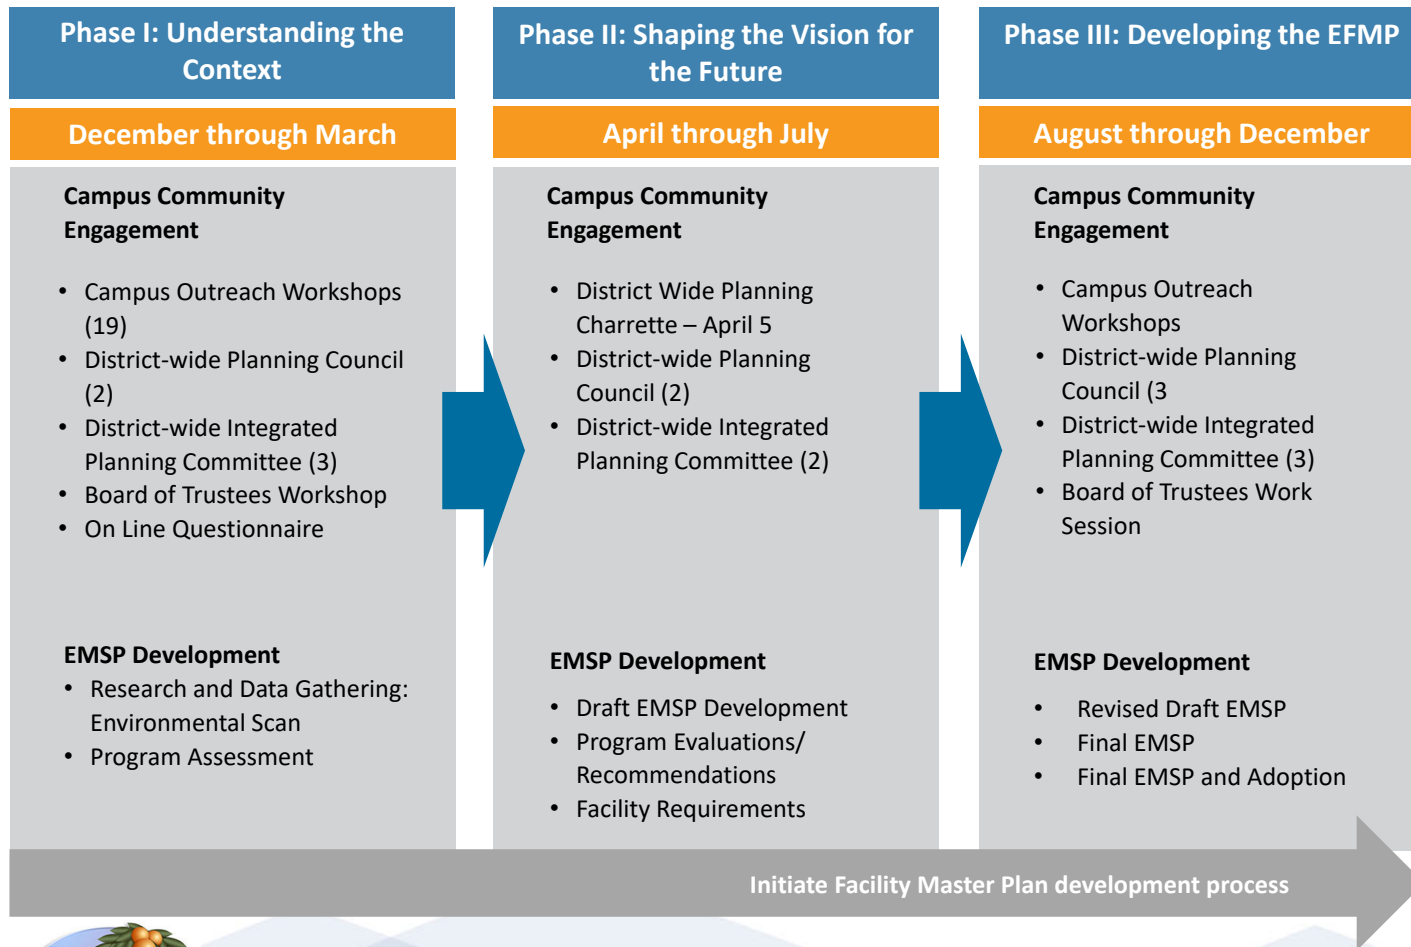 Phase I: Understanding the
Context
December through March
Campus Community
Engagement
• Campus Outreach Workshops
(19)
• District-wide Planning Council
(2)
• District-wide Integrated
Planning Committee (3)
• Board of Trustees Workshop
• On Line Questionnaire
EMSP Development
• Research and Data Gathering:
Environmental Scan
• Program Assessment
Phase II: Shaping the Vision for
the Future
April through July
Campus Community
Engagement
• District Wide Planning
Charrette – April 5
• District-wide Planning
Council (2)
• District-wide Integrated
Planning Committee (2)
EMSP Development
• Draft EMSP Development
• Program Evaluations/
Recommendations
• Facility Requirements
Phase III: Developing the EFMP
August through December
Campus Community
Engagement
• Campus Outreach
Workshops
• District-wide Planning
Council (3
• District-wide Integrated
Planning Committee (3)
• Board of Trustees Work
Session
EMSP Development
• Revised Draft EMSP
• Final EMSP
• Final EMSP and Adoption
Initiate Facility Master Plan development process